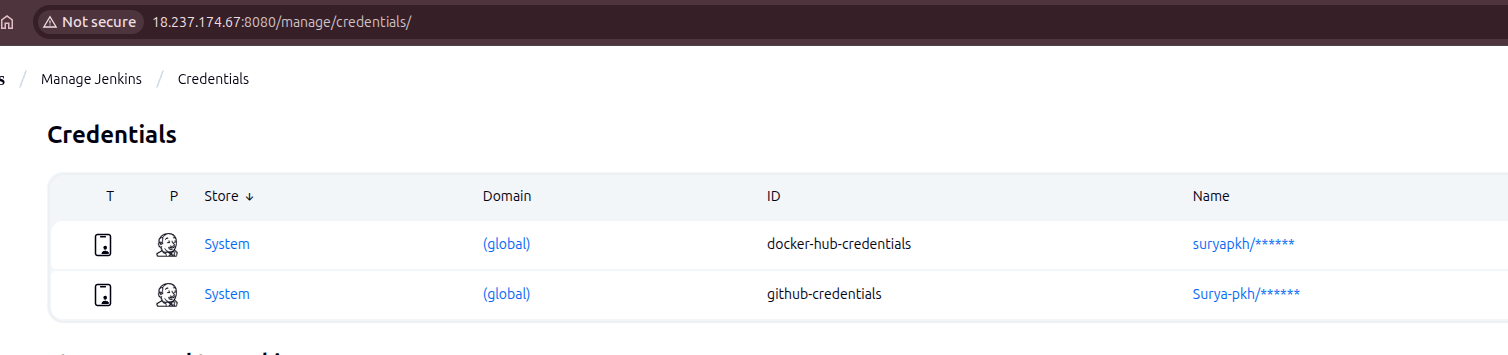 Not secure 18.237.174.67:8080/manage/credentials/
s / Manage Jenkins / Credentials
Credentials
T P Store ↓ Domain ID Name
System (global) docker-hub-credentials suryapkh/******
System (global) github-credentials Surya-pkh/******